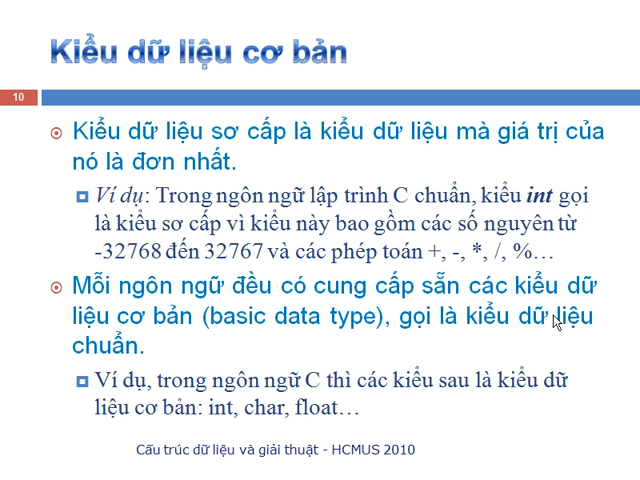 Kiểu dữ liệu cơ bản
10
Kiểu dữ liệu sơ cấp là kiểu dữ liệu mà giá trị của
nó là đơn nhất.
Ví dụ: Trong ngôn ngữ lập trình C chuẩn, kiểu int gọi
là kiểu sơ cấp vì kiểu này bao gồm các số nguyên từ
-32768 đến 32767 và các phép toán +, -, *, /, %…
Mỗi ngôn ngữ đều có cung cấp sẵn các kiểu dữ
liệu cơ bản (basic data type), gọi là kiểu dữ liệu
chuẩn.
Ví dụ, trong ngôn ngữ C thì các kiểu sau là kiểu dữ
liệu cơ bản: int, char, float…
Cấu trúc dữ liệu và giải thuật - HCMUS 2010